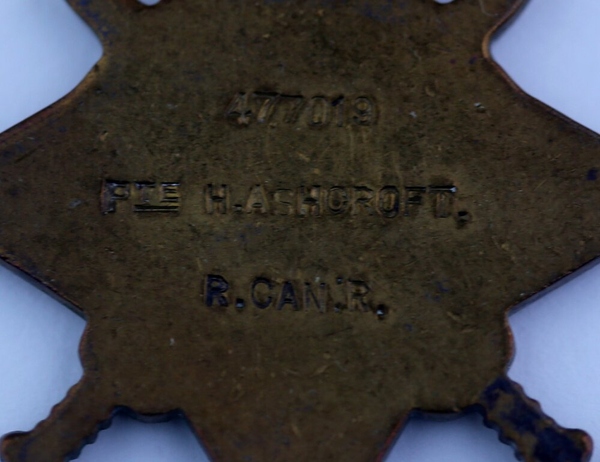 477019
PTE H.ASHCROFT,
R.CAN.R.